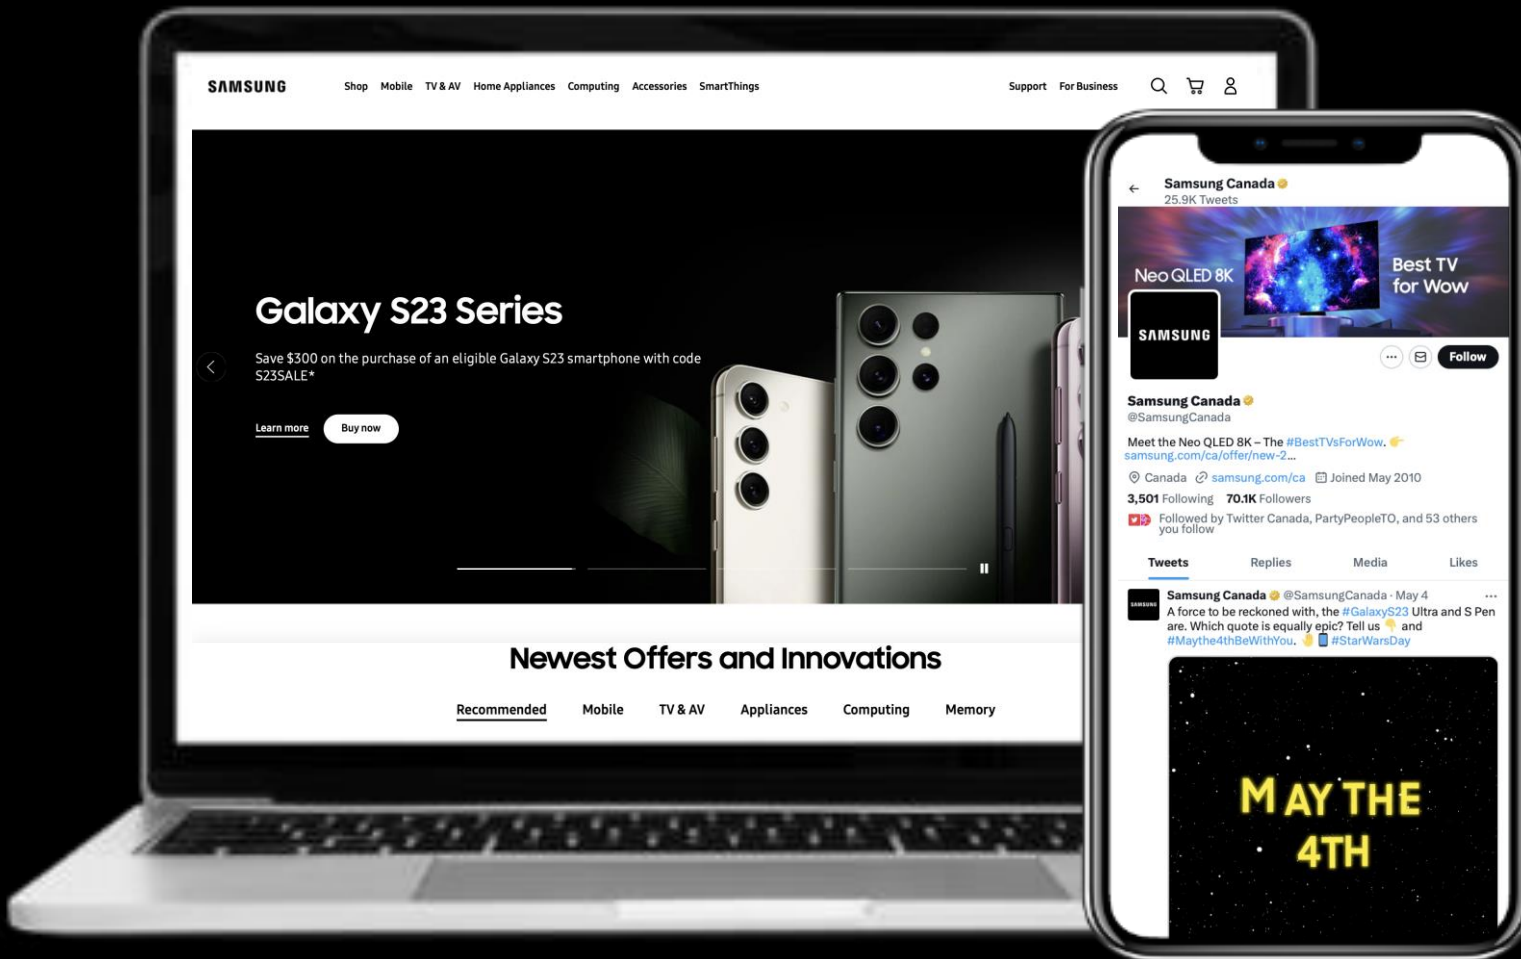 SAMSUNG
Shop Mobile TV & AV Home Appliances Computing Accessories SmartThings
Support For Business
Galaxy S23 Series
Save $300 on the purchase of an eligible Galaxy S23 smartphone with code
S23SALE*
Learn more Buy now
Newest Offers and Innovations
Recommended Mobile TV & AV Appliances Computing Memory
Samsung Canada
25.9K Tweets
Neo QLED 8K
Best TV
for Wow
SAMSUNG
Follow
Samsung Canada
@SamsungCanada
Meet the Neo QLED 8K – The #BestTVsForWow. 👉
samsung.com/ca/offer/new-2...
Canada samsung.com/ca Joined May 2010
3,501 Following 70.1K Followers
Followed by Twitter Canada, PartyPeopleTO, and 53 others
you follow
Tweets Replies Media Likes
SAMSUNG
Samsung Canada @SamsungCanada · May 4
A force to be reckoned with, the #GalaxyS23 Ultra and S Pen
are. Which quote is equally epic? Tell us 👇 and
#Maythe4thBeWithYou. 🤚📱 #StarWarsDay
MAY THE
4TH